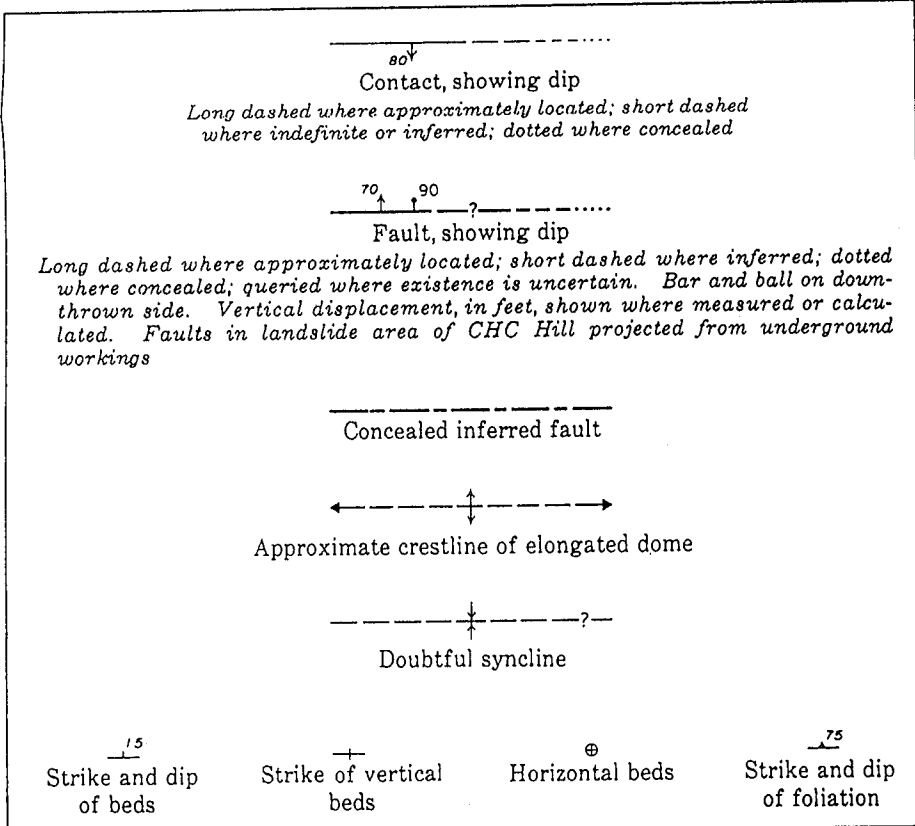 80
Contact, showing dip
Long dashed where approximately located; short dashed
where indefinite or inferred; dotted where concealed
70 90
?
Fault, showing dip
Long dashed where approximately located; short dashed where inferred; dotted
where concealed; queried where existence is uncertain. Bar and ball on down-
thrown side. Vertical displacement, in feet, shown where measured or calcu-
lated. Faults in landslide area of CHC Hill projected from underground
workings
Concealed inferred fault
Approximate crestline of elongated dome
?
Doubtful syncline
15
Strike and dip
of beds
Strike of vertical
beds
Horizontal beds
75
Strike and dip
of foliation